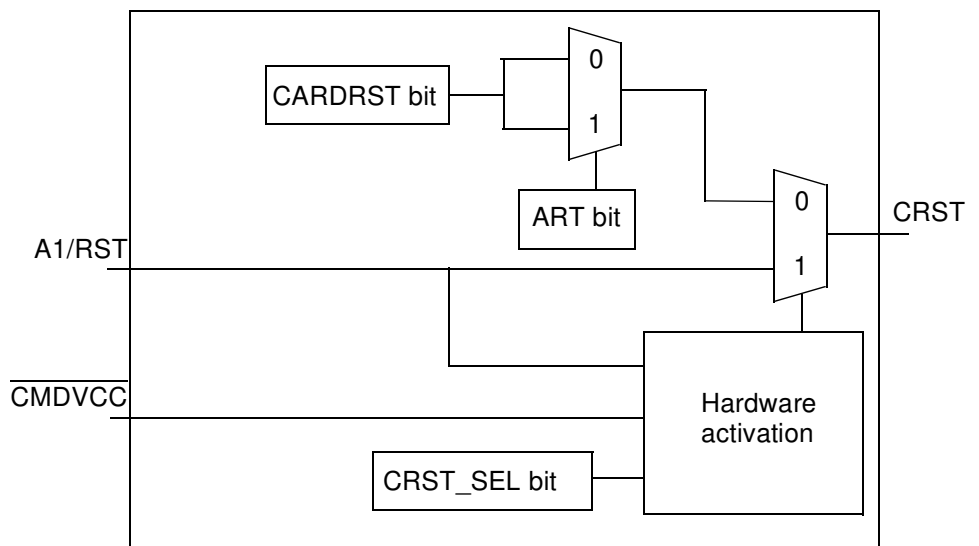 0
CARDRST bit
1
ART bit
0
CRST
A1/RST
1
CMDVCC
Hardware
activation
CRST_SEL bit